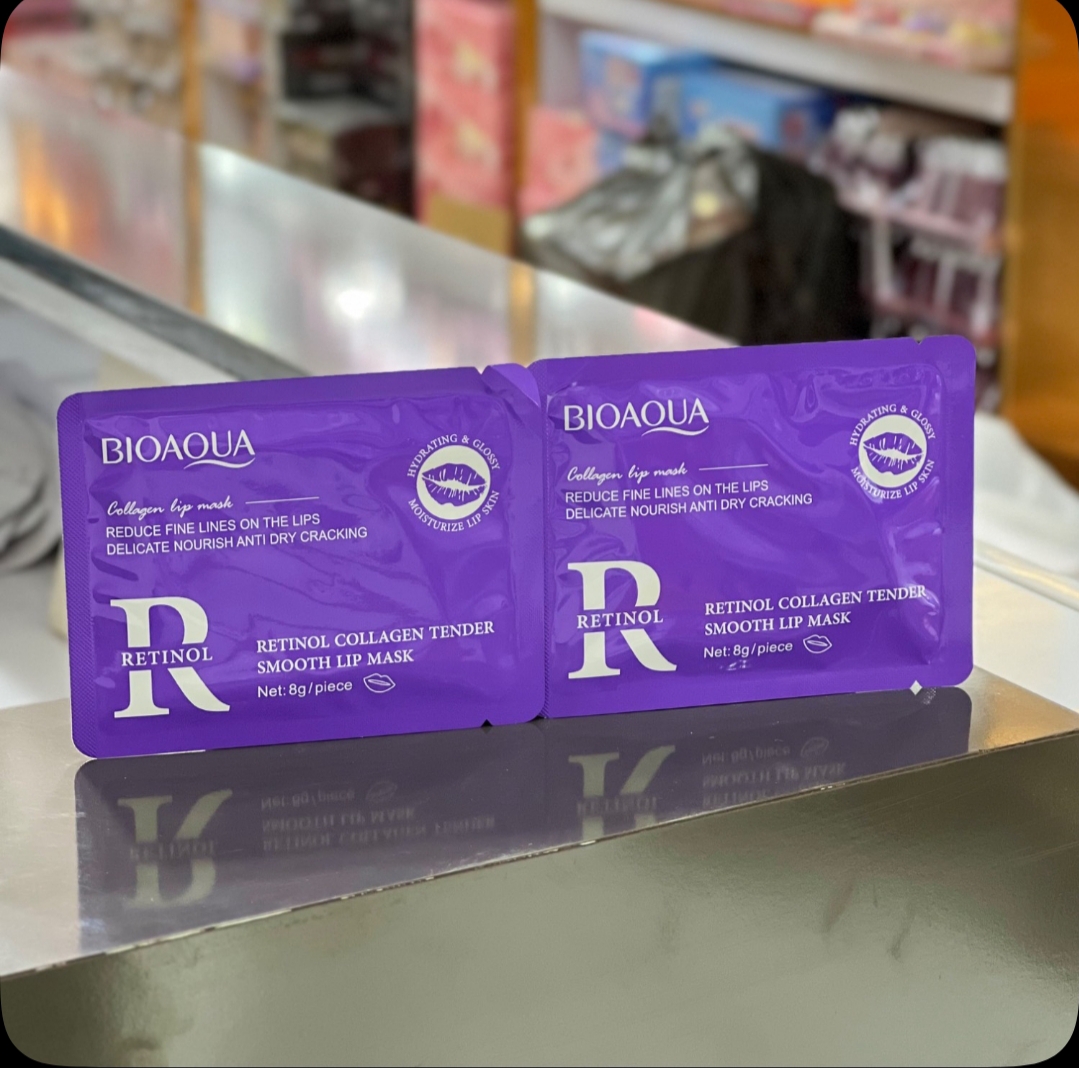 BIOAQUA
HYDRATING & GLOSSY
MOISTURIZE LIP SKIN
Collagen lip mask
REDUCE FINE LINES ON THE LIPS
DELICATE NOURISH ANTI DRY CRACKING
R
RETINOL
RETINOL COLLAGEN TENDER
SMOOTH LIP MASK
Net: 8g/piece
BIOAQUA
HYDRATING & GLOSSY
MOISTURIZE LIP SKIN
Collagen lip mask
REDUCE FINE LINES ON THE LIPS
DELICATE NOURISH ANTI DRY CRACKING
R
RETINOL
RETINOL COLLAGEN TENDER
SMOOTH LIP MASK
Net: 8g/piece